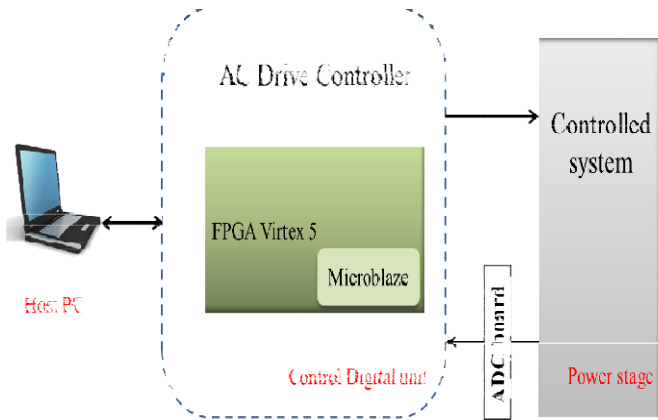 AC Drive Controller
Controlled
system
FPGA Virtex 5
Microblaze
Host PC
ADC board
Control Digital unit
Power stage